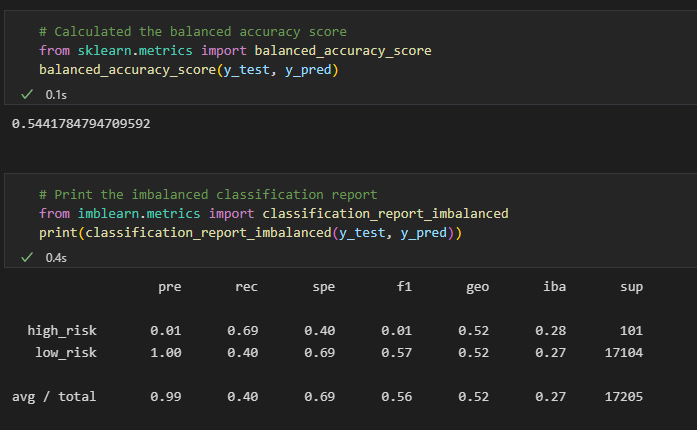 # Calculated the balanced accuracy score
from sklearn.metrics import balanced_accuracy_score
balanced_accuracy_score(y_test, y_pred)
✓ 0.1s
0.5441784794709592
# Print the imbalanced classification report
from imblearn.metrics import classification_report_imbalanced
print(classification_report_imbalanced(y_test, y_pred))
✓ 0.4s
pre rec spe f1 geo iba sup
high_risk 0.01 0.69 0.40 0.01 0.52 0.28 101
low_risk 1.00 0.40 0.69 0.57 0.52 0.27 17104
avg / total 0.99 0.40 0.69 0.56 0.52 0.27 17205